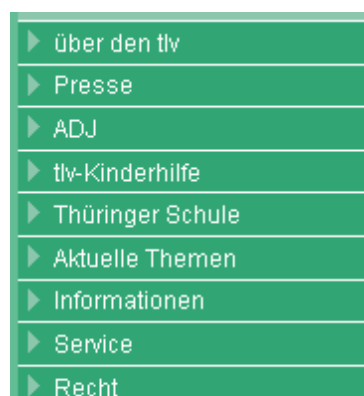 über den tlv
Presse
ADJ
tlv-Kinderhilfe
Thüringer Schule
Aktuelle Themen
Informationen
Service
Recht